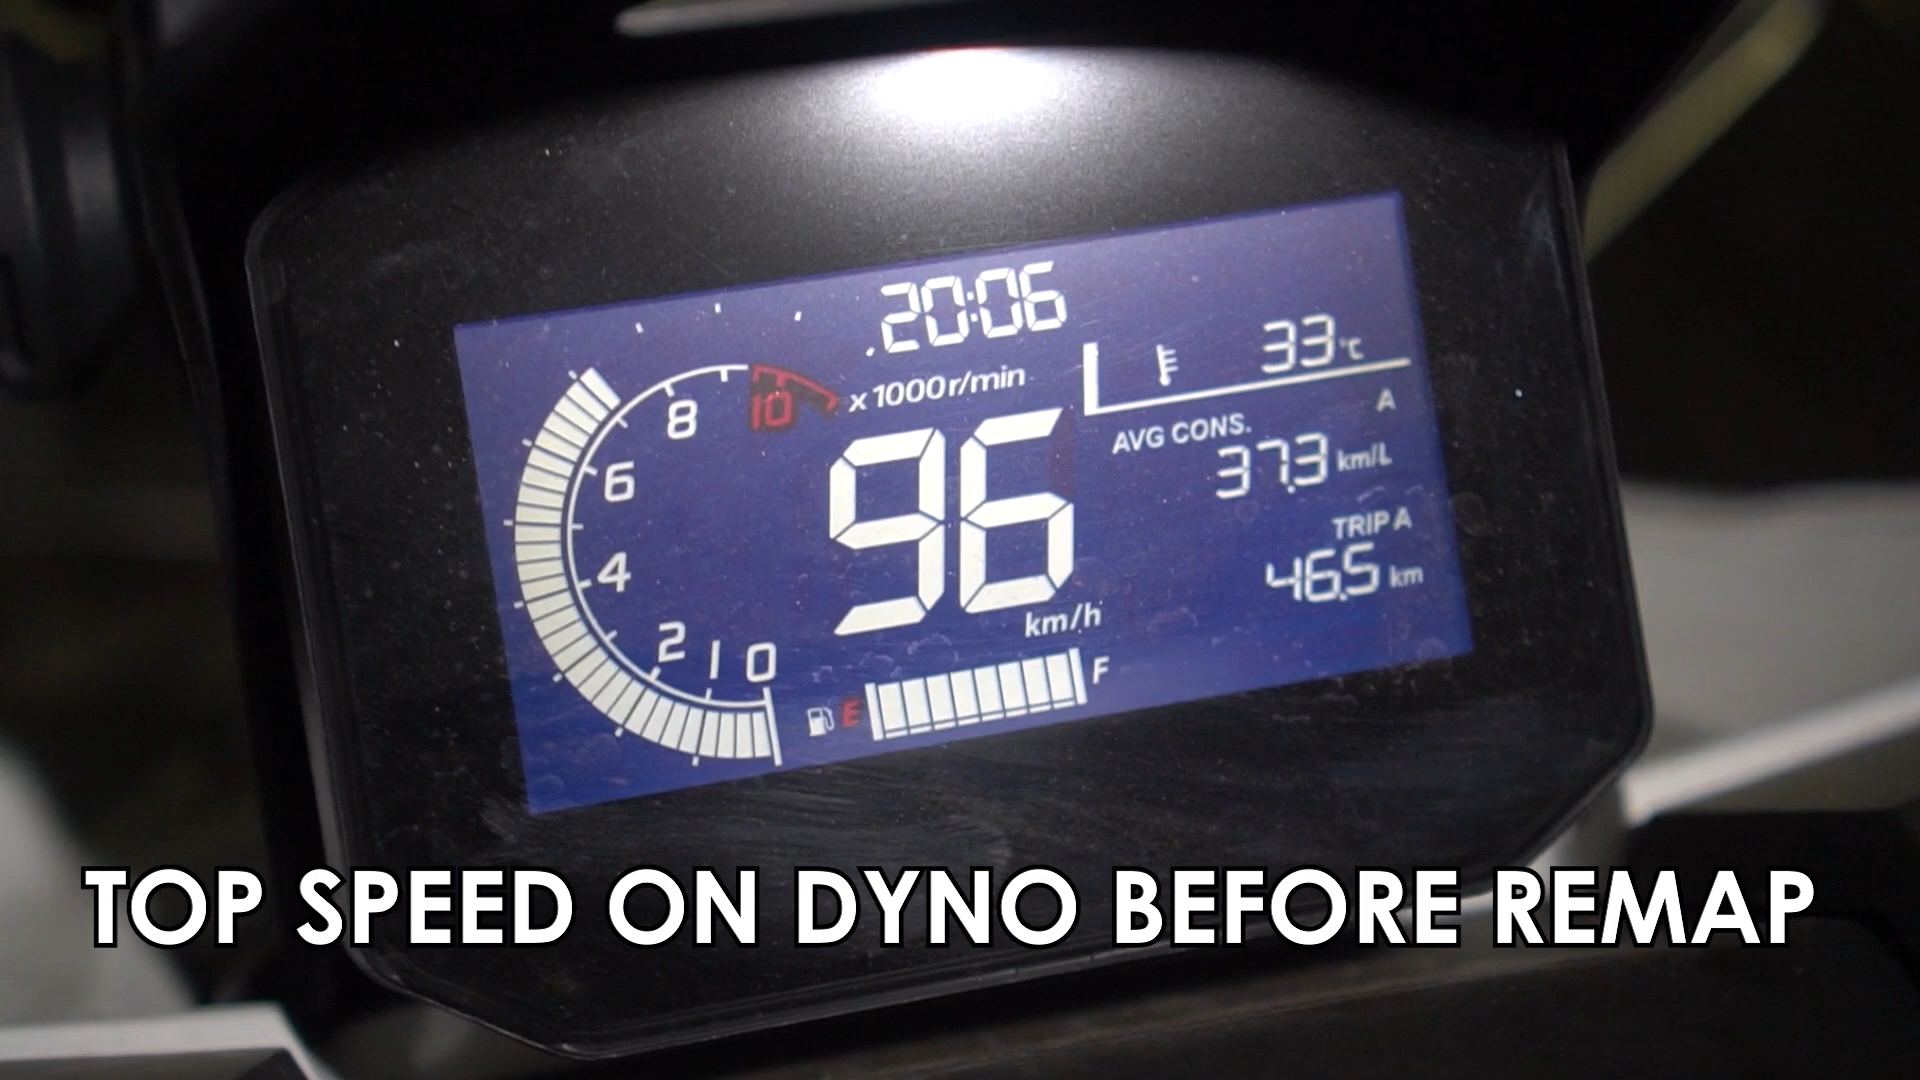 20:06
33°C
8
10
x1000r/min
A
6
96
AVG CONS.
37.3 km/L
4
TRIP A
46.5 km
2 1 0
km/h
E F
TOP SPEED ON DYNO BEFORE REMAP